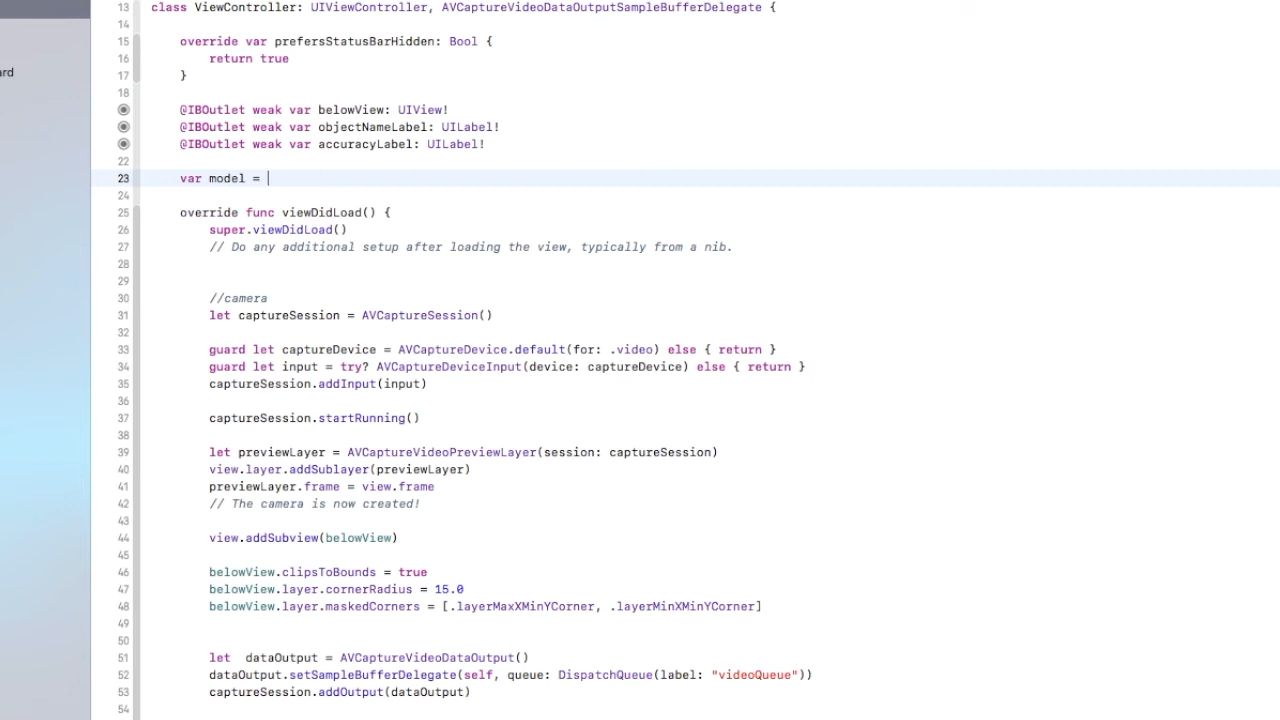 ard
13 class ViewController: UIViewController, AVCaptureVideoDataOutputSampleBufferDelegate {
14
15 override var prefersStatusBarHidden: Bool {
16 return true
17 }
18
@IBOutlet weak var belowView: UIView!
@IBOutlet weak var objectNameLabel: UILabel!
@IBOutlet weak var accuracyLabel: UILabel!
22
23 var model =
24
25 override func viewDidLoad() {
26 super.viewDidLoad()
27 // Do any additional setup after loading the view, typically from a nib.
28
29
30 //camera
31 let captureSession = AVCaptureSession()
32
33 guard let captureDevice = AVCaptureDevice.default(for: .video) else { return }
34 guard let input = try? AVCaptureDeviceInput(device: captureDevice) else { return }
35 captureSession.addInput(input)
36
37 captureSession.startRunning()
38
39 let previewLayer = AVCaptureVideoPreviewLayer(session: captureSession)
40 view.layer.addSublayer(previewLayer)
41 previewLayer.frame = view.frame
42 // The camera is now created!
43
44 view.addSubview(belowView)
45
46 belowView.clipsToBounds = true
47 belowView.layer.cornerRadius = 15.0
48 belowView.layer.maskedCorners = [.layerMaxXMinYCorner, .layerMinXMinYCorner]
49
50
51 let  dataOutput = AVCaptureVideoDataOutput()
52 dataOutput.setSampleBufferDelegate(self, queue: DispatchQueue(label: "videoQueue"))
53 captureSession.addOutput(dataOutput)
54